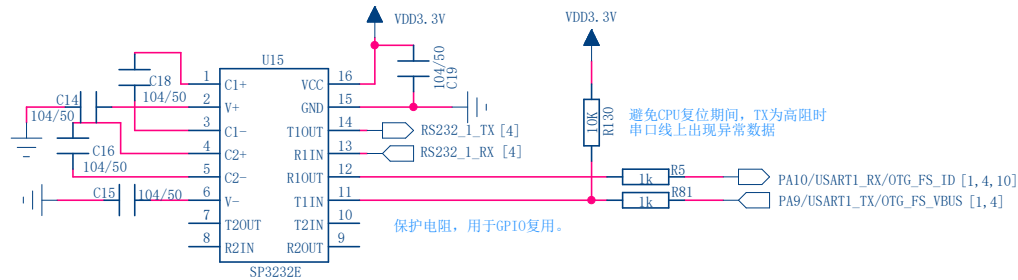 VDD3.3V
VDD3.3V
U15
C18
104/50
C14
104/50
C16
104/50
C15
104/50
104/50
C19
1 C1+
2 V+
3 C1-
4 C2+
5 C2-
6 V-
7 T2OUT
8 R2IN
VCC 16
GND 15
T1OUT 14
R1IN 13
R1OUT 12
T1IN 11
T2IN 10
R2OUT 9
SP3232E
RS232_1_TX [4]
RS232_1_RX [4]
10K
R130
避免CPU复位期间，TX为高阻时
串口线上出现异常数据
R5
1k
PA10/USART1_RX/OTG_FS_ID [1,4,10]
R81
1k
PA9/USART1_TX/OTG_FS_VBUS [1,4]
保护电阻，用于GPIO复用。